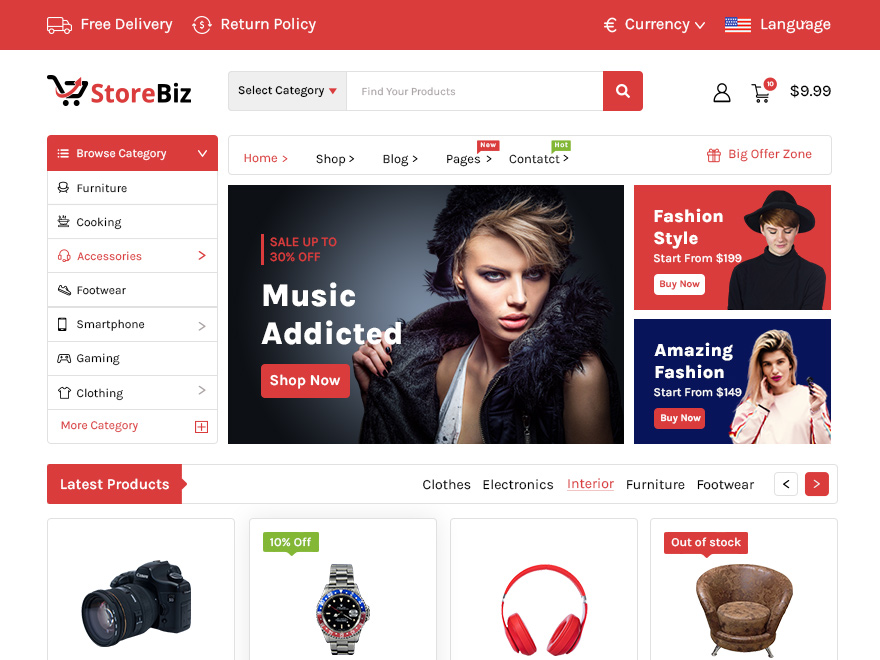 Free Delivery
Return Policy
€ Currency
Language
StoreBiz
Select Category
Find Your Products
10
$9.99
Browse Category
Furniture
Cooking
Accessories
Footwear
Smartphone
Gaming
Clothing
More Category
Home >
Shop >
Blog >
New
Pages >
Hot
Contatct >
Big Offer Zone
SALE UP TO
30% OFF
Music
Addicted
Shop Now
Fashion
Style
Start From $199
Buy Now
Amazing
Fashion
Start From $149
Buy Now
Latest Products
Clothes
Electronics
Interior
Furniture
Footwear
<
>
10% Off
Out of stock